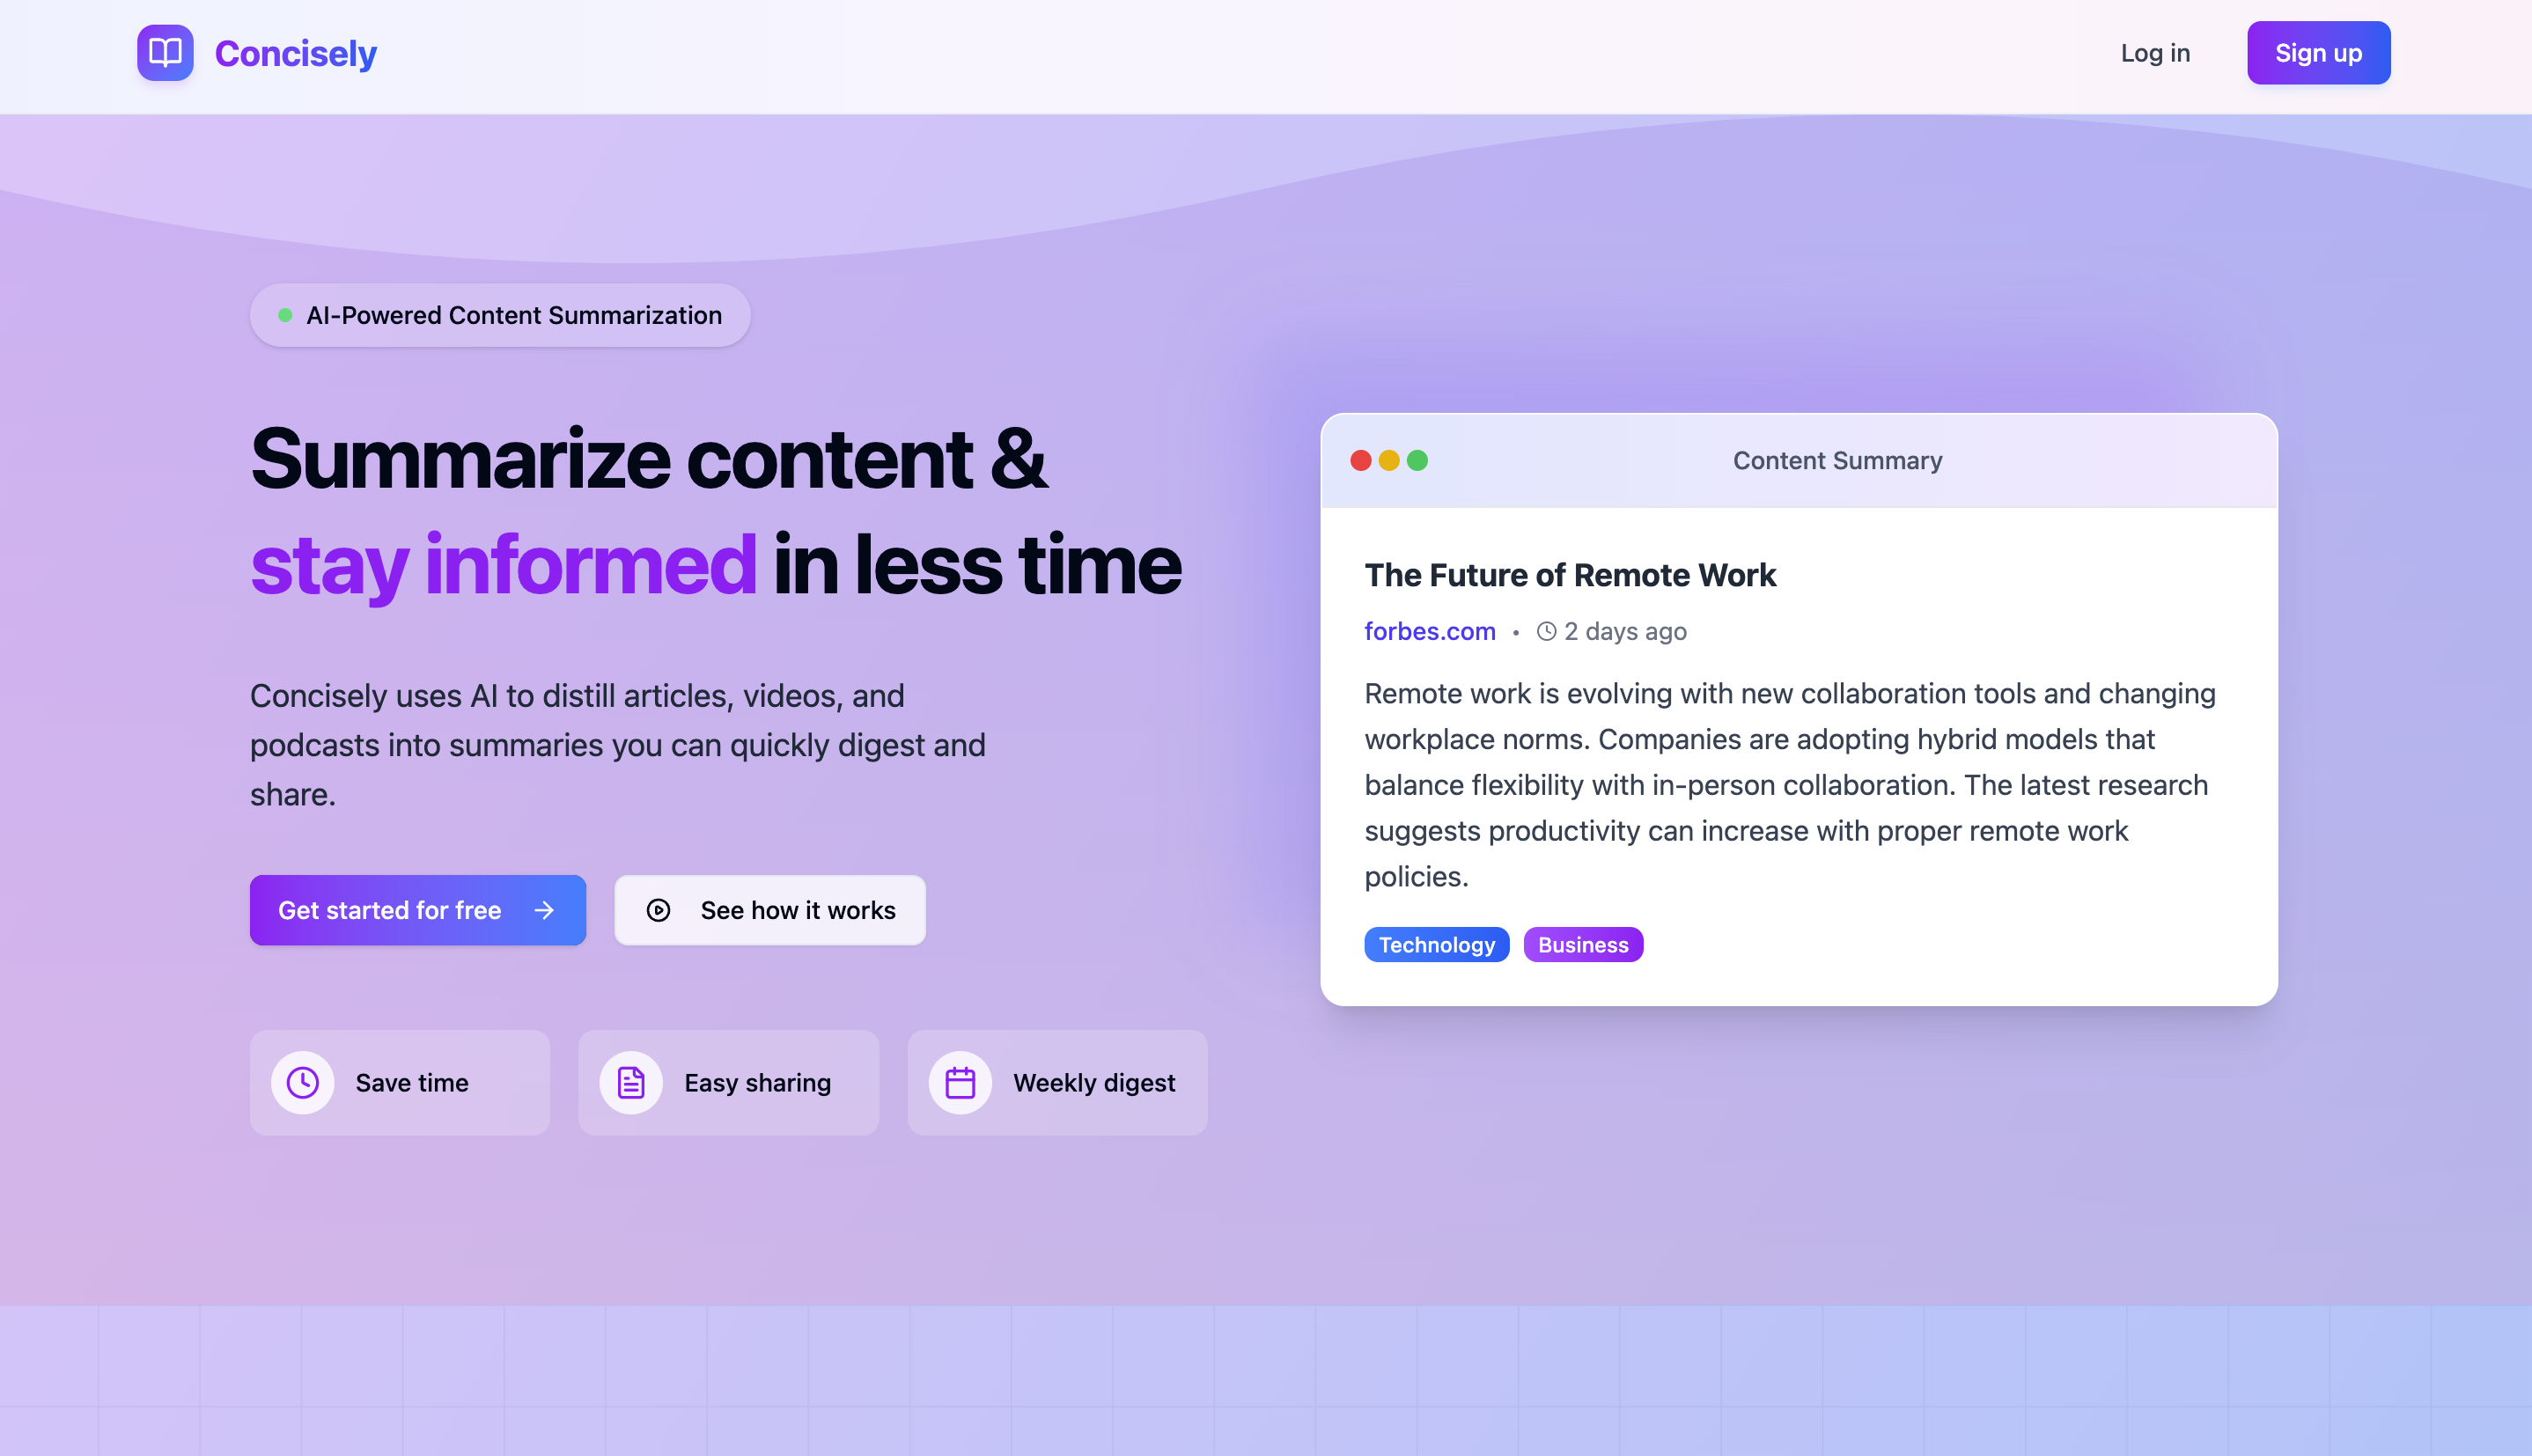 Concisely
Log in
Sign up
AI-Powered Content Summarization
Summarize content &
stay informed in less time
Concisely uses AI to distill articles, videos, and
podcasts into summaries you can quickly digest and
share.
Get started for free
See how it works
Save time
Easy sharing
Weekly digest
Content Summary
The Future of Remote Work
forbes.com • 2 days ago
Remote work is evolving with new collaboration tools and changing
workplace norms. Companies are adopting hybrid models that
balance flexibility with in-person collaboration. The latest research
suggests productivity can increase with proper remote work
policies.
Technology
Business